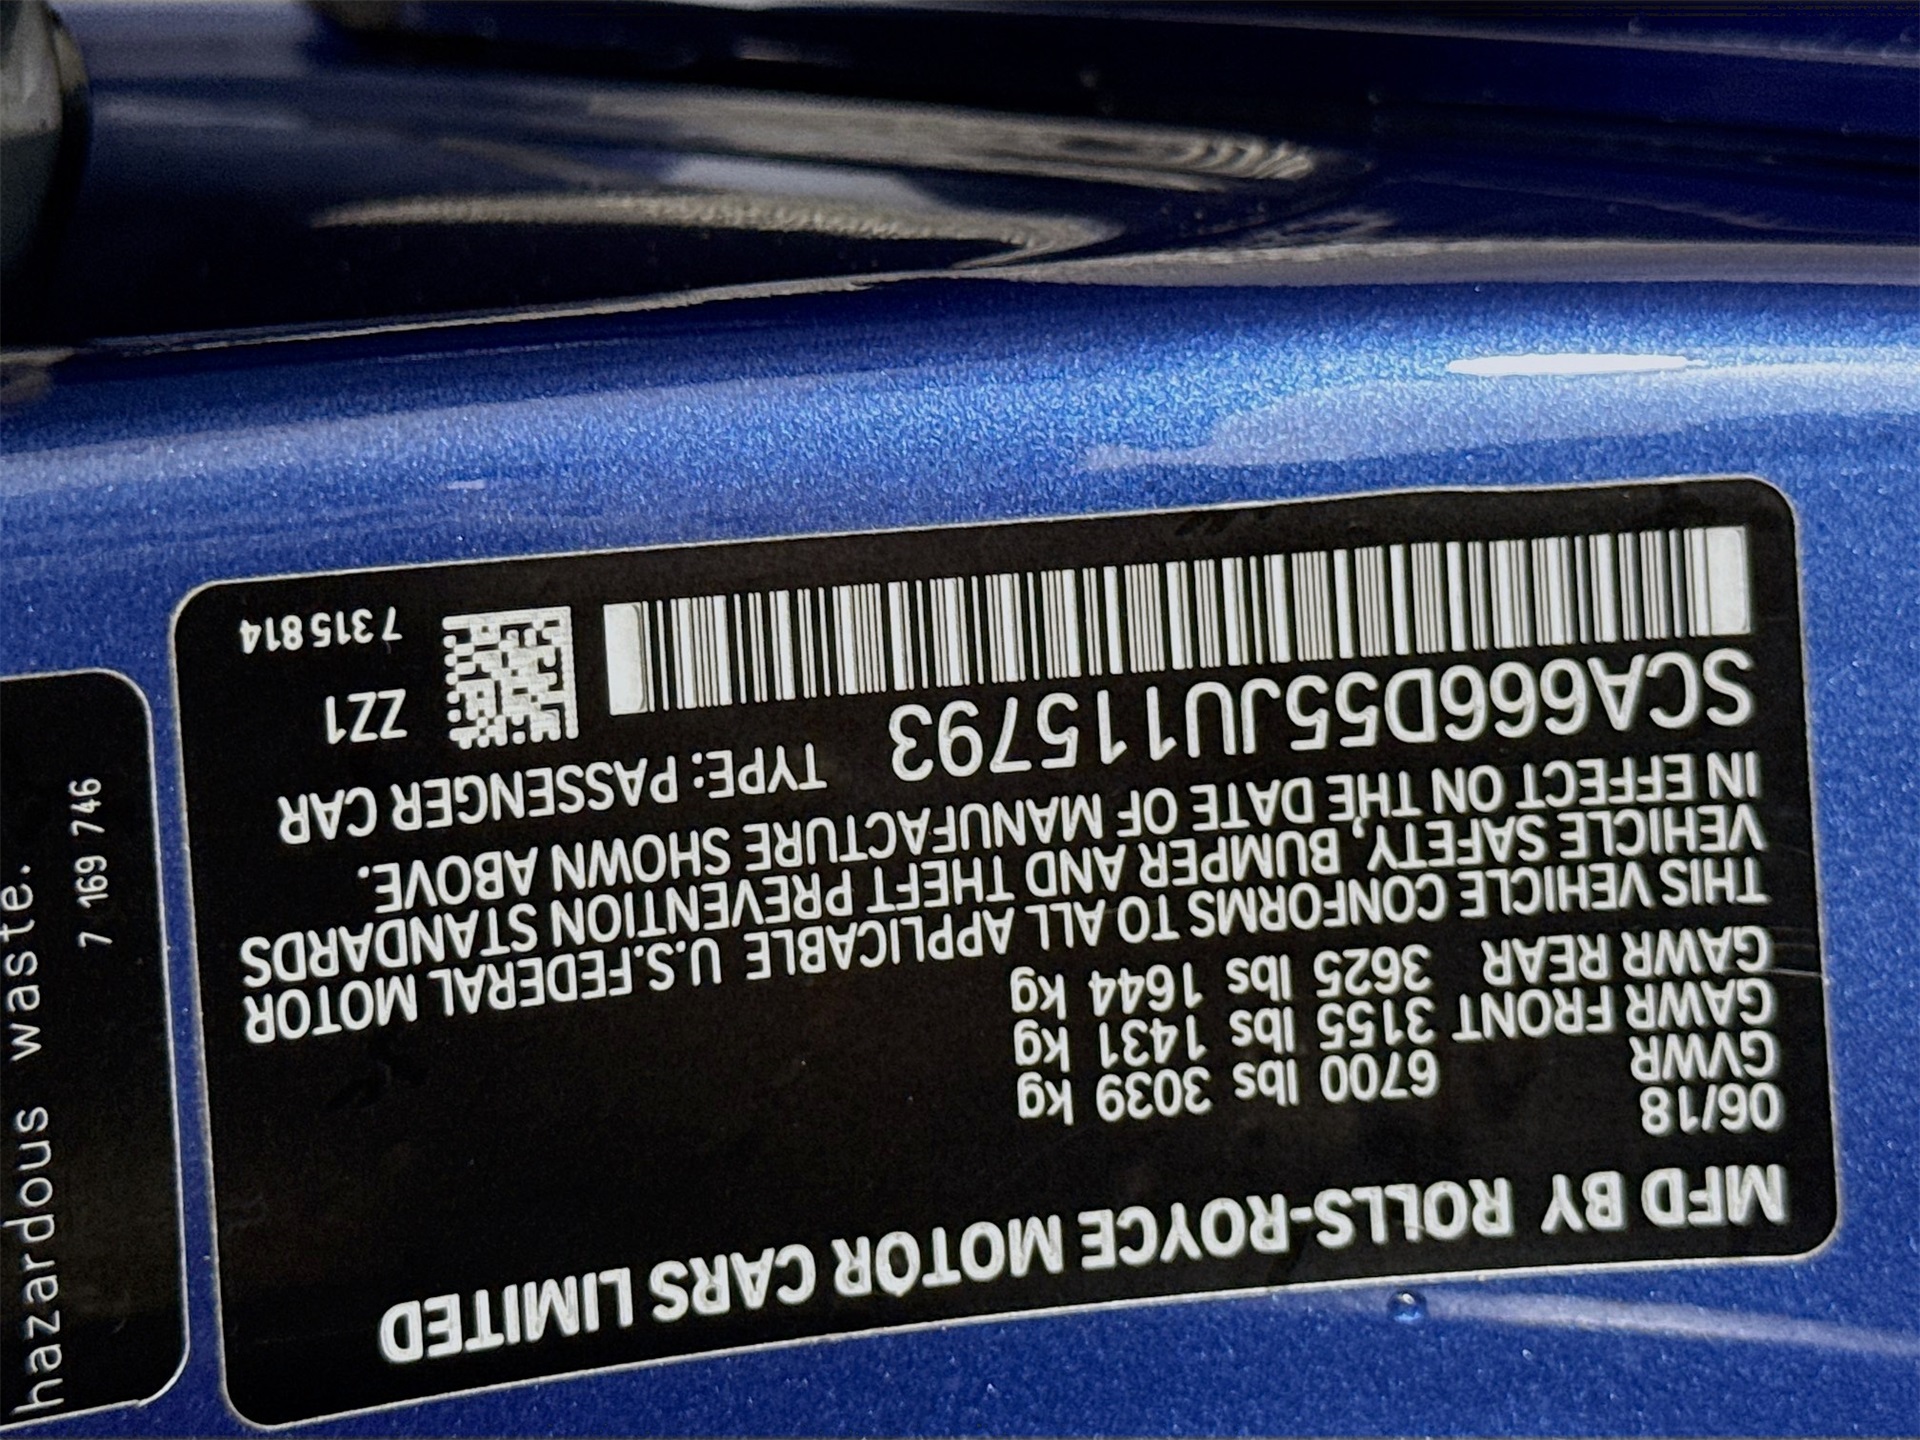 MFD BY ROLLS-ROYCE MOTOR CARS LIMITED
06/18
GVWR 6700 lbs 3039 kg
GAWR FRONT 3155 lbs 1431 kg
GAWR REAR 3625 lbs 1644 kg
THIS VEHICLE CONFORMS TO ALL APPLICABLE U.S.FEDERAL MOTOR
VEHICLE SAFETY, BUMPER AND THEFT PREVENTION STANDARDS
IN EFFECT ON THE DATE OF MANUFACTURE SHOWN ABOVE.
SCA666D55JU115793 TYPE: PASSENGER CAR
ZZ1
7 315 814
hazardous waste.
7 169 746